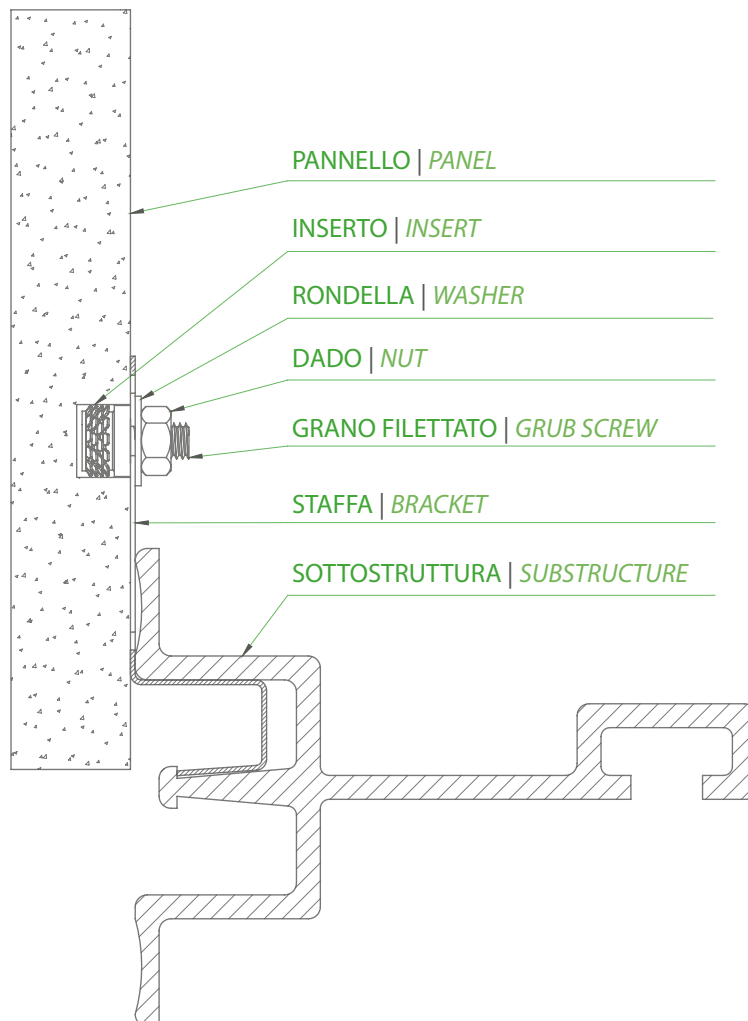 PANNELLO | PANEL
INSERTO | INSERT
RONDELLA | WASHER
DADO | NUT
GRANO FILETTATO | GRUB SCREW
STAFFA | BRACKET
SOTTOSTRUTTURA | SUBSTRUCTURE